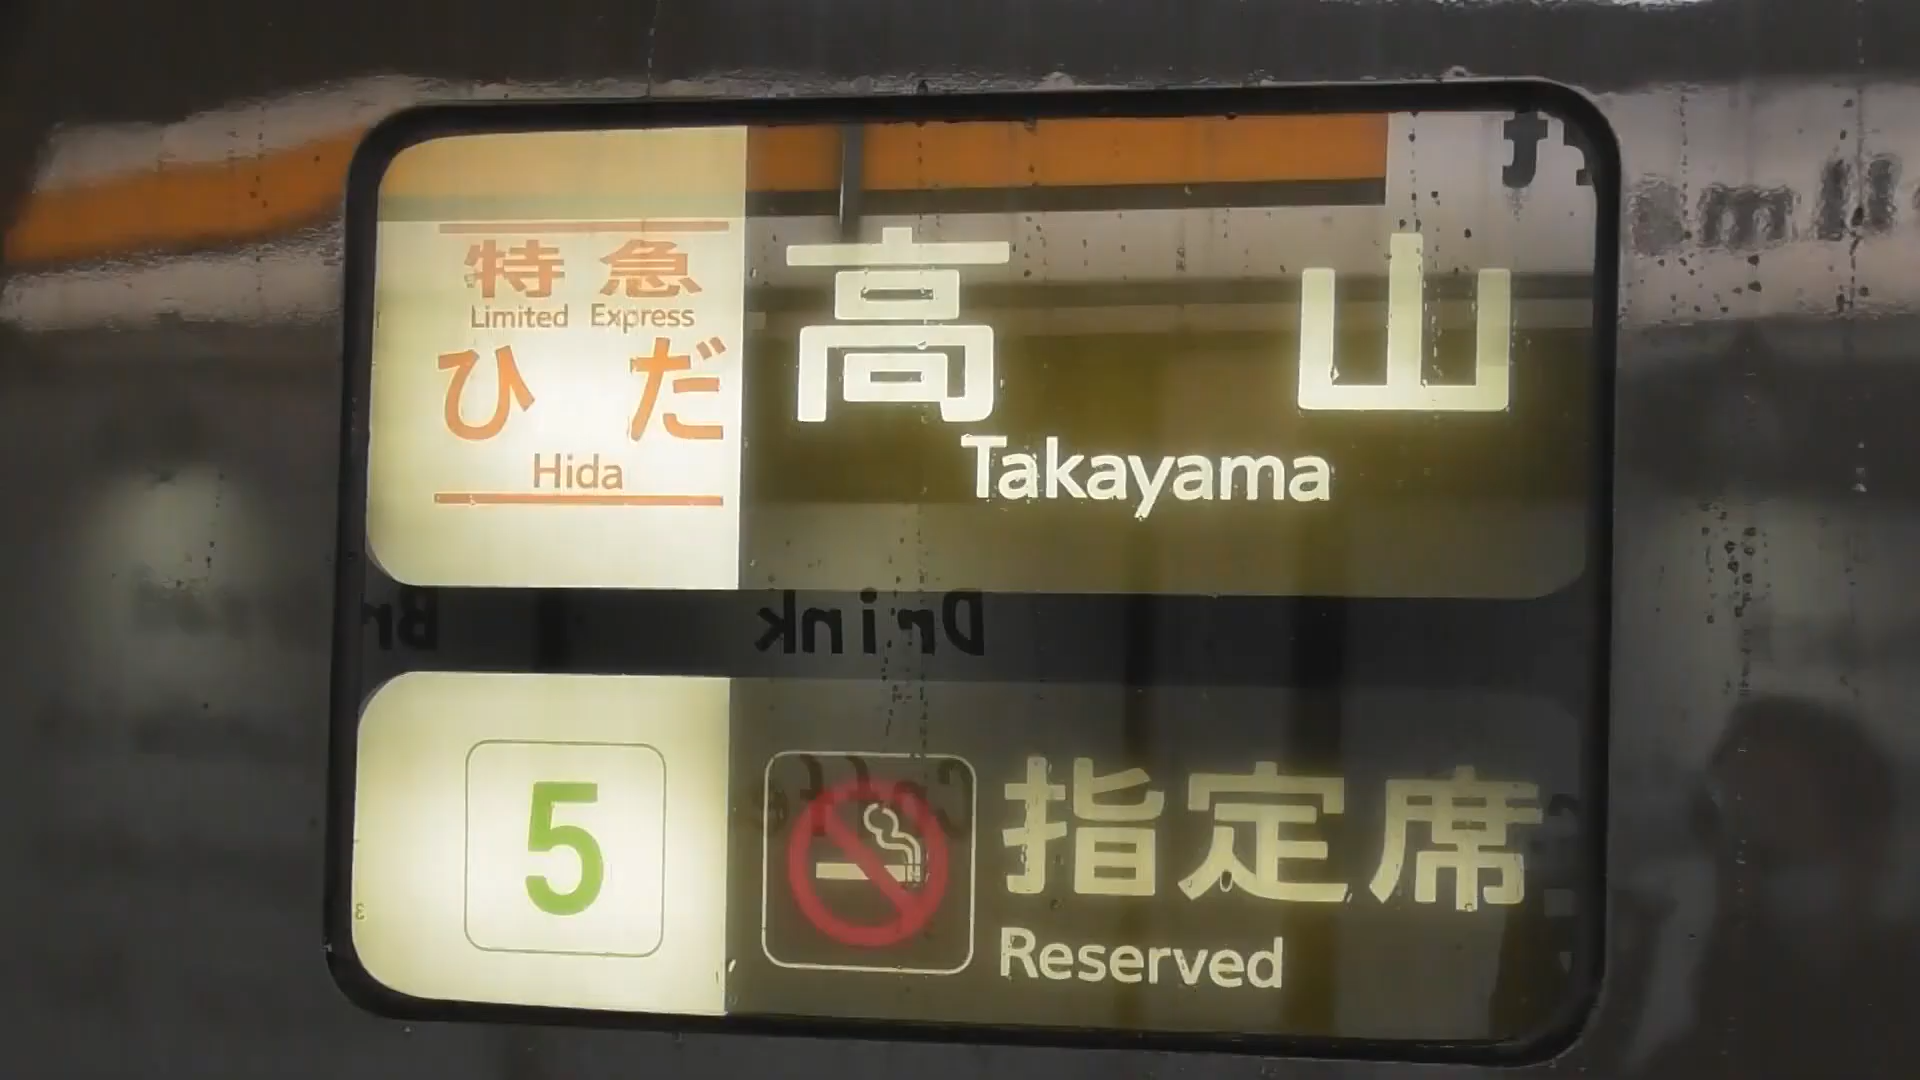 特急
Limited Express
ひだ
Hida
高山
Takayama
Drink
5
指定席
Reserved